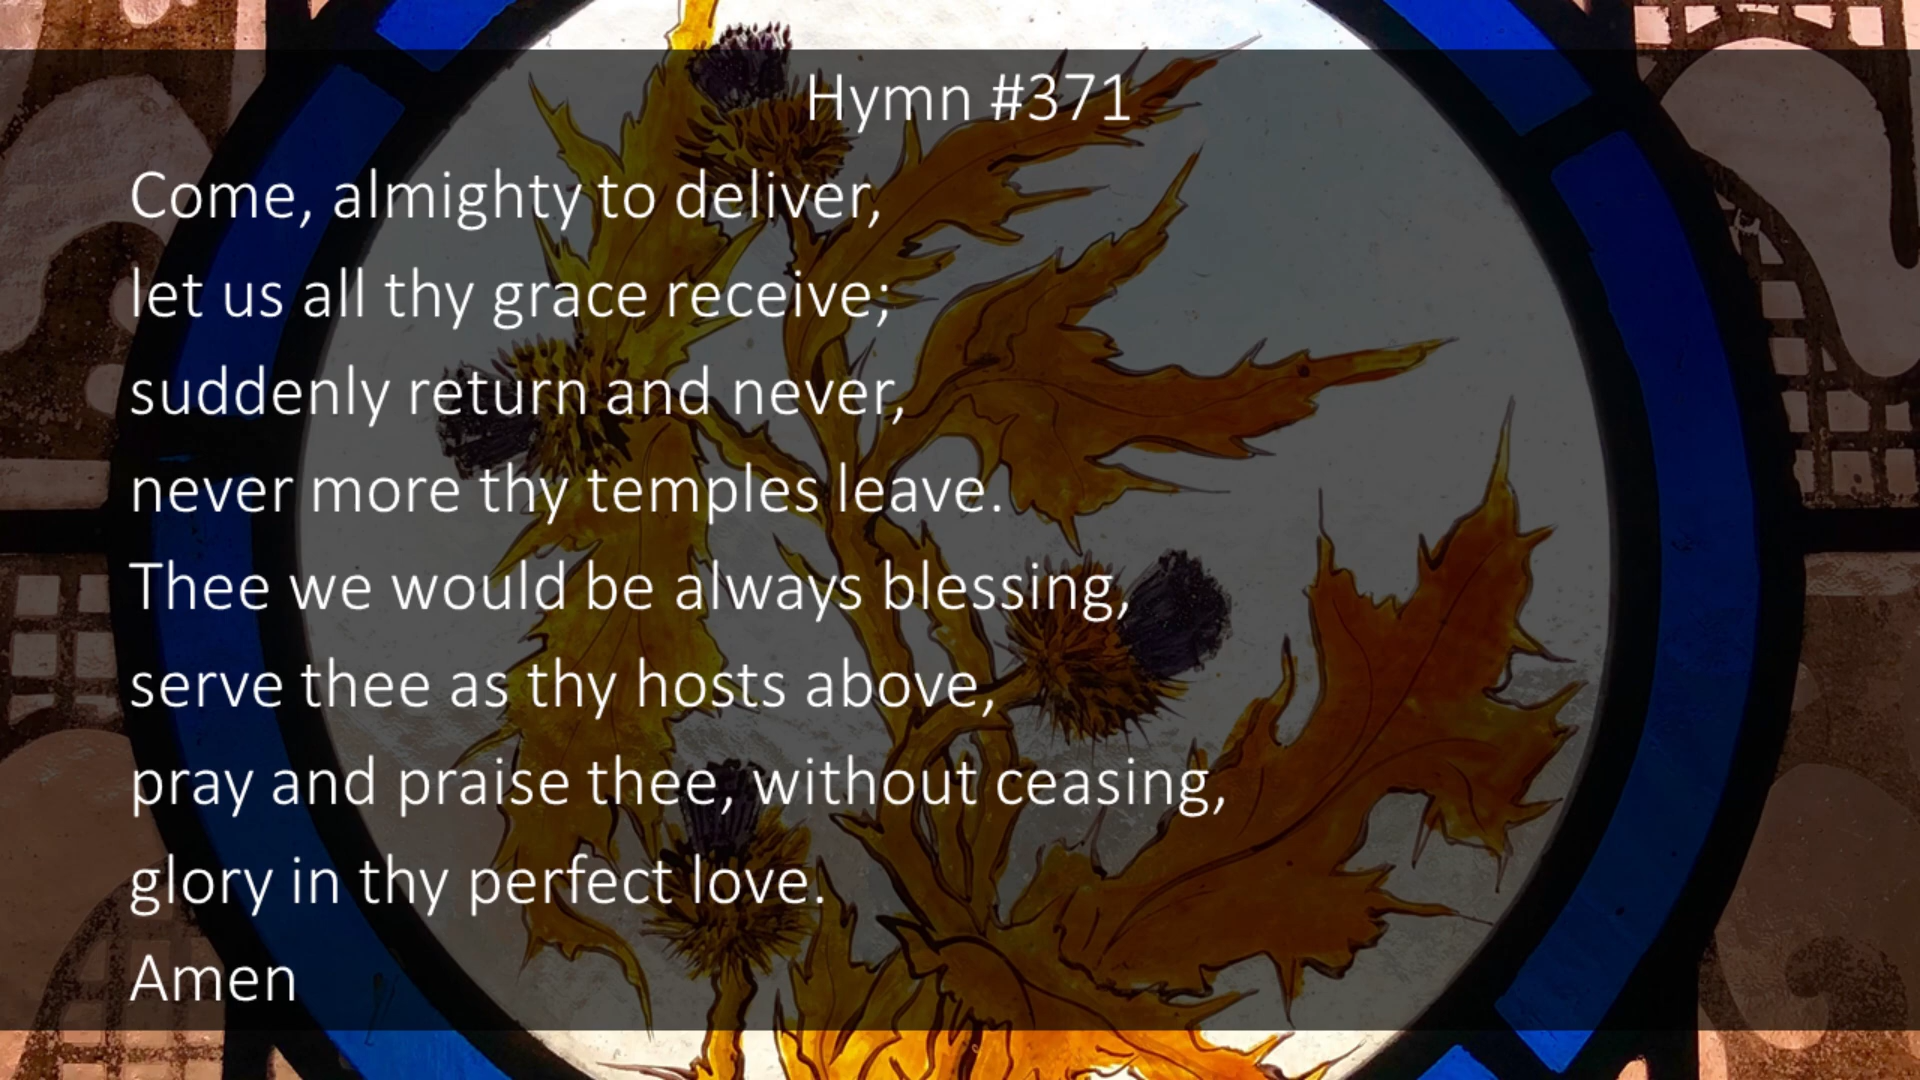 Hymn #371
Come, almighty to deliver,
let us all thy grace receive;
suddenly return and never,
never more thy temples leave.
Thee we would be always blessing,
serve thee as thy hosts above,
pray and praise thee, without ceasing,
glory in thy perfect love.
Amen